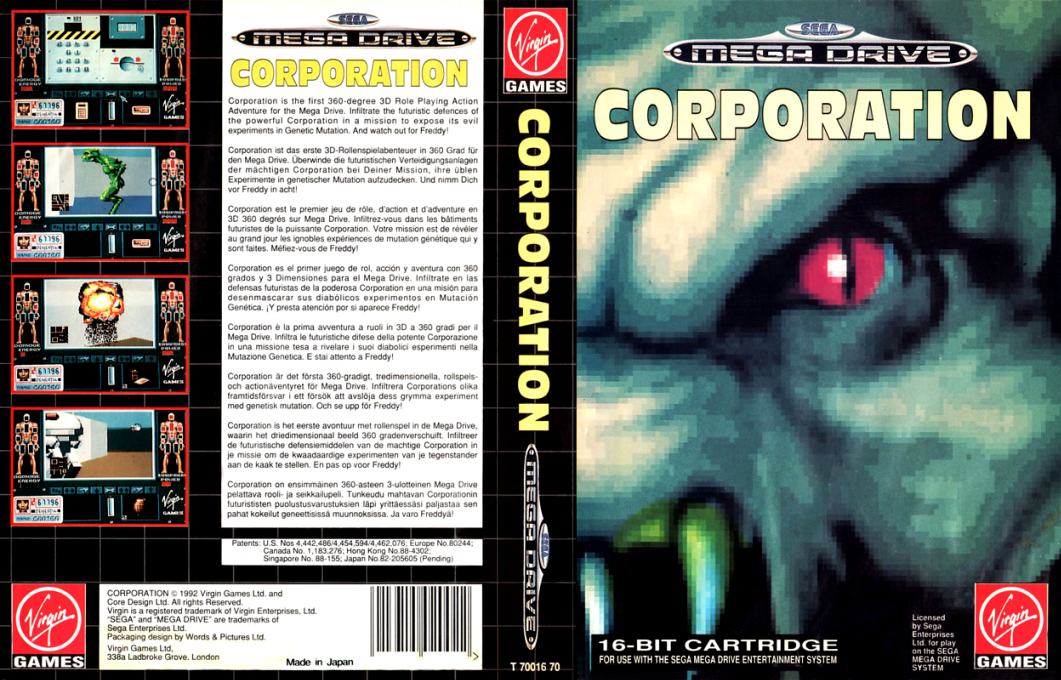 SEGA
MEGA DRIVE
CORPORATION
Corporation is the first 360-degree 3D Role Playing Action
Adventure for the Mega Drive. Infiltrate the futuristic defences of
the powerful Corporation in a mission to expose its evil
experiments in Genetic Mutation. And watch out for Freddy!
Corporation ist das erste 3D-Rollenspielabenteuer in 360 Grad für
den Mega Drive. Überwinde die futuristischen Verteidigungsanlagen
der mächtigen Corporation bei Deiner Mission, ihre üblen
Experimente in genetischer Mutation aufzudecken. Und nimm Dich
vor Freddy in acht!
Corporation est le premier jeu de rôle, d'action et d'aventure en
3D 360 degrés sur Mega Drive. Infiltrez-vous dans les bâtiments
futuristes de la puissante Corporation. Votre mission est de révéler
au grand jour les ignobles expériences de mutation génétique qui y
sont faites. Méfiez-vous de Freddy!
Corporation es el primer juego de rol, acción y aventura con 360
grados y 3 Dimensiones para el Mega Drive. Infiltrate en las
defensas futuristas de la poderosa Corporation en una misión para
desenmascarar sus diabólicos experimentos en Mutación
Genética. ¡Y presta atención por si aparece Freddy!
Corporation è la prima avventura a ruoli in 3D a 360 gradi per il
Mega Drive. Infiltra le futuristiche difese della potente Corporazione
in una missione tesa a rivelare i suoi diabolici esperimenti nella
Mutazione Genetica. E stai attento a Freddy!
Corporation är det första 360-gradigt, tredimensionella, rollspels-
och actionäventyret för Mega Drive. Infiltrera Corporations olika
framtidsförsvar i ett försök att avslöja dess grymma experiment
med genetisk mutation. Och se upp för Freddy!
Corporation is het eerste avontuur met rollenspel in de Mega Drive,
waarin het driedimensionaal beeld 360 gradenverschuift. Infiltreer
de futuristische defensiemiddelen van de machtige Corporation in
je missie om de kwaadaardige experimenten van je tegenstander
aan de kaak te stellen. En pas op voor Freddy!
Corporation on ensimmäinen 360-asteen 3-ulotteinen Mega Drive
pelattava rooli- ja seikkailupeli. Tunkeudu mahtavan Corporationin
futurististen puolustusvarustuksien läpi yrittäessäsi paljastaa sen
pahat kokeilut geneettisissä muunnoksissa. Ja varo Freddyä!
Patents: U.S. Nos 4,442,486/4,454,594/4,462,076; Europe No.80244;
Canada No. 1,183,276; Hong Kong No.88-4302;
Singapore No. 88-155; Japan No.82-205605 (Pending)
Virgin
GAMES
CORPORATION © 1992 Virgin Games Ltd. and
Core Design Ltd. All rights Reserved.
Virgin is a registered trademark of Virgin Enterprises, Ltd.
"SEGA" and "MEGA DRIVE" are trademarks of
Sega Enterprises Ltd.
Packaging design by Words & Pictures Ltd.
Virgin Games Ltd,
338a Ladbroke Grove, London
Made in Japan
Virgin
GAMES
CORPORATION
SEGA
MEGA DRIVE
T 70016 70
SEGA
MEGA DRIVE
CORPORATION
16-BIT CARTRIDGE
FOR USE WITH THE SEGA MEGA DRIVE ENTERTAINMENT SYSTEM
Licensed
by Sega
Enterprises
Ltd. for play
on the SEGA
MEGA DRIVE
SYSTEM
Virgin
GAMES